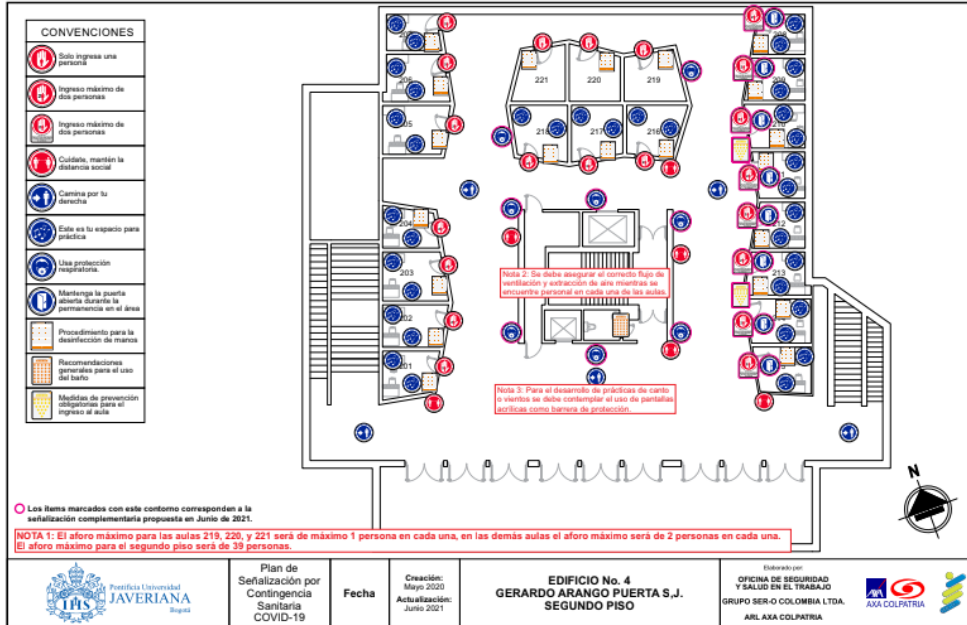 CONVENCIONES
Solo ingresa una
persona
Ingreso máximo de
dos personas
Ingreso máximo de
dos personas
Cuídate, mantén la
distancia social
Camina por tu
derecha
Este es tu espacio para
práctica
Usa protección
respiratoria.
Mantenga la puerta
abierta durante la
permanencia en el área
Procedimiento para la
desinfección de manos
Recomendaciones
generales para el uso
del baño
Medidas de prevención
obligatorias para el
ingreso al aula
221
220
219
218
217
216
204
203
202
201
212
213
Nota 2: Se debe asegurar el correcto flujo de
ventilación y extracción de aire mientras se
encuentre personal en cada una de las aulas.
Nota 3: Para el desarrollo de prácticas de canto
o vientos se debe contemplar el uso de pantallas
acrílicas como barrera de protección.
N
Los ítems marcados con este contorno corresponden a la
señalización complementaria propuesta en Junio de 2021.
NOTA 1: El aforo máximo para las aulas 219, 220, y 221 será de máximo 1 persona en cada una, en las demás aulas el aforo máximo será de 2 personas en cada una.
El aforo máximo para el segundo piso será de 39 personas.
Pontificia Universidad
JAVERIANA
Bogotá
Plan de
Señalización por
Contingencia
Sanitaria
COVID-19
Fecha
Creación:
Mayo 2020
Actualización:
Junio 2021
EDIFICIO No. 4
GERARDO ARANGO PUERTA S,J.
SEGUNDO PISO
Elaborado por:
OFICINA DE SEGURIDAD
Y SALUD EN EL TRABAJO
GRUPO SER-O COLOMBIA LTDA.
ARL AXA COLPATRIA
AXA COLPATRIA